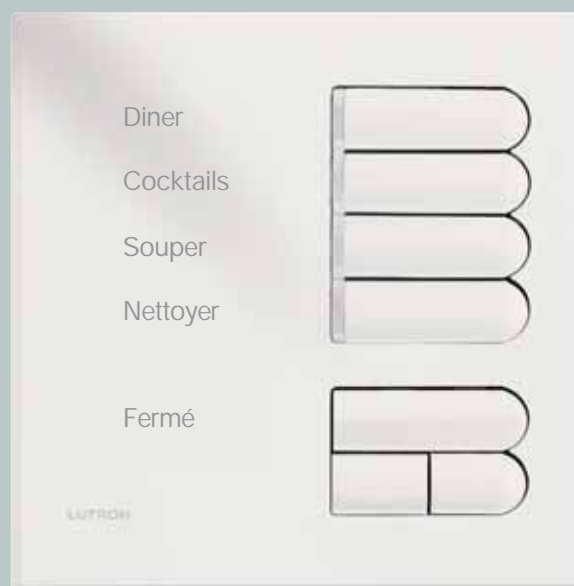 Diner
Cocktails
Souper
Nettoyer
Fermé
LUTRON